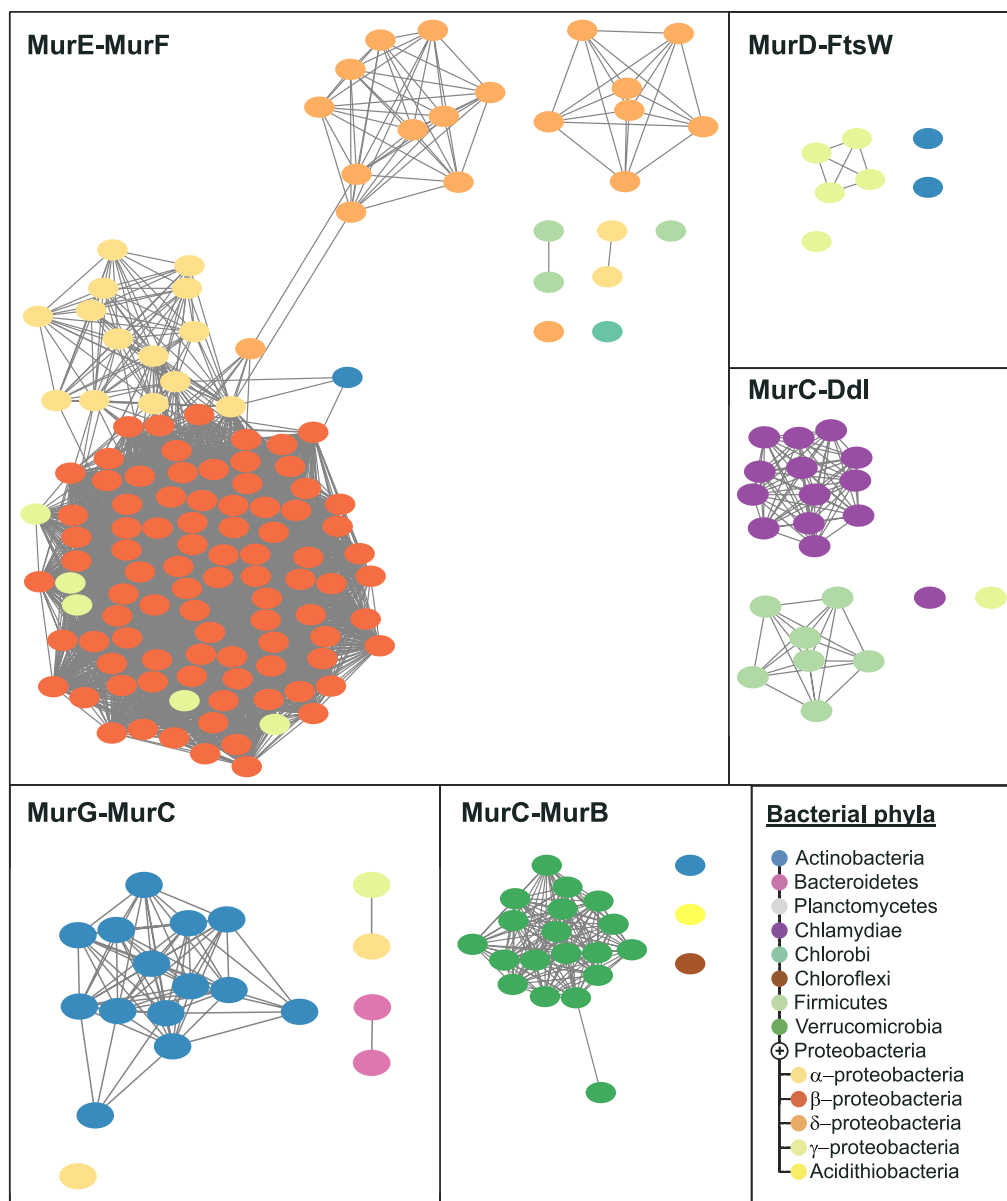 MurE-MurF
MurD-FtsW
MurC-Ddl
MurG-MurC
MurC-MurB
Bacterial phyla
Actinobacteria
Bacteroidetes
Planctomycetes
Chlamydiae
Chlorobi
Chloroflexi
Firmicutes
Verrucomicrobia
Proteobacteria
α–proteobacteria
β–proteobacteria
δ–proteobacteria
γ–proteobacteria
Acidithiobacteria